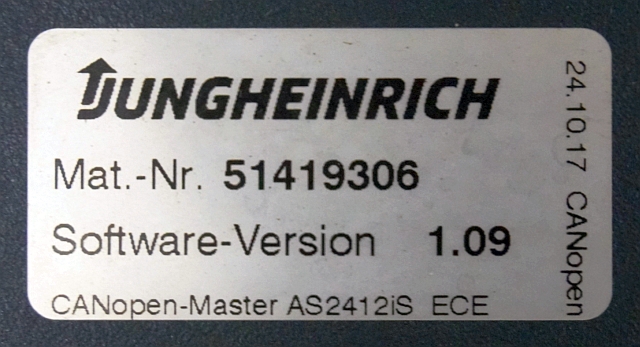 JUNGHEINRICH
Mat.-Nr. 51419306
Software-Version 1.09
CANopen-Master AS2412iS ECE
24.10.17 CANopen